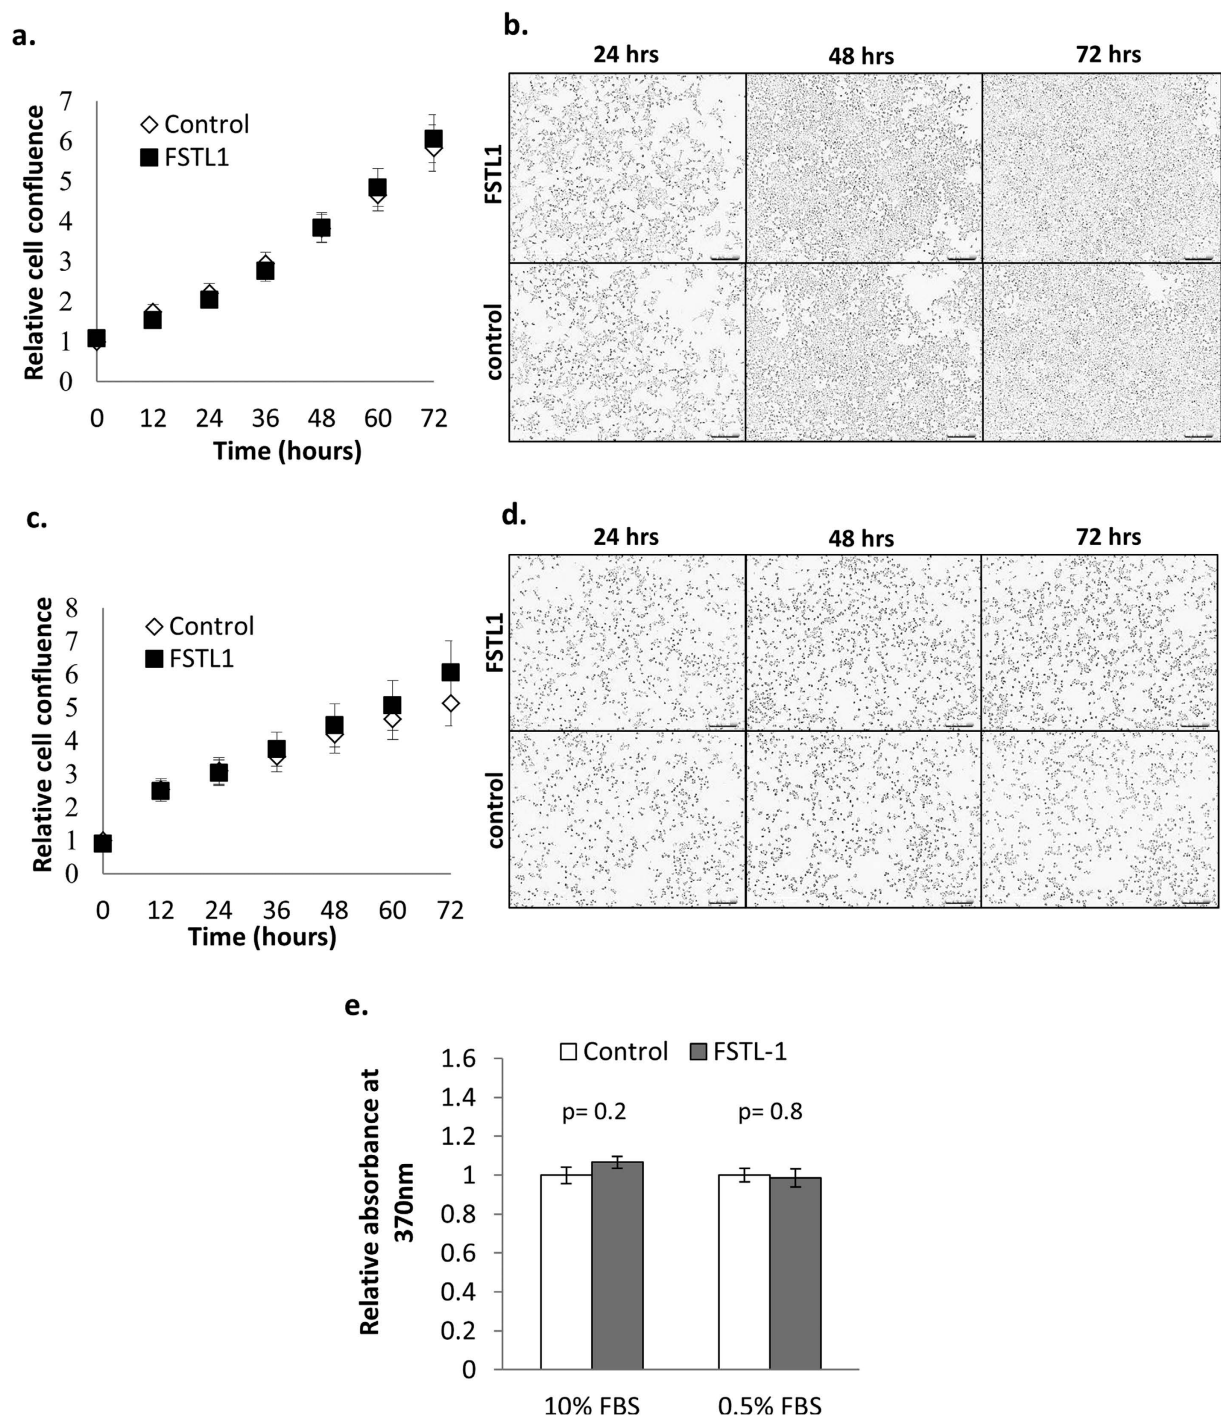 a.
Relative cell confluence
7
6
5
4
3
2
1
0
Control
FSTL1
0 12 24 36 48 60 72
Time (hours)
b.
24 hrs 48 hrs 72 hrs
FSTL1
control
c.
Relative cell confluence
8
7
6
5
4
3
2
1
0
Control
FSTL1
0 12 24 36 48 60 72
Time (hours)
d.
24 hrs 48 hrs 72 hrs
FSTL1
control
e.
Relative absorbance at
370nm
Control FSTL-1
1.6
1.4
1.2
1
0.8
0.6
0.4
0.2
0
p= 0.2 p= 0.8
10% FBS 0.5% FBS